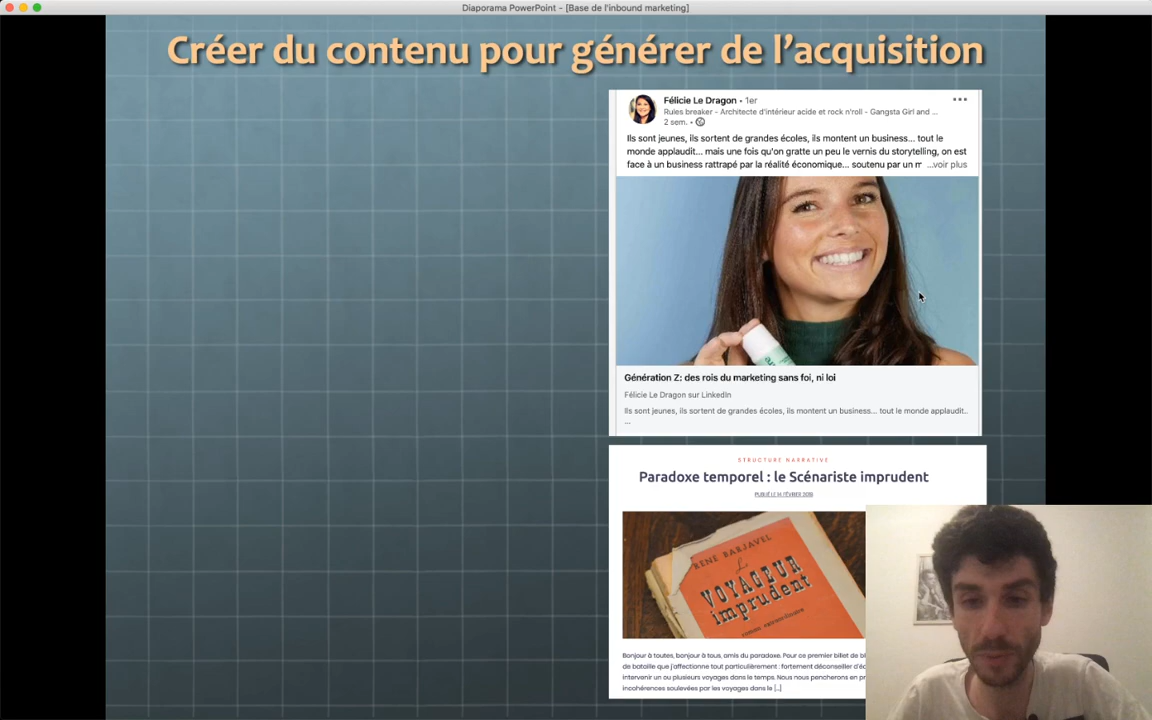 Diaporama PowerPoint - [Base de l'inbound marketing]
Créer du contenu pour générer de l'acquisition
Félicie Le Dragon • 1er
Rules breaker - Architecte d'intérieur acide et rock n'roll - Gangsta Girl and ...
2 sem. •
Ils sont jeunes, ils sortent de grandes écoles, ils montent un business... tout le
monde applaudit... mais une fois qu'on gratte un peu le vernis du storytelling, on est
face à un business rattrapé par la réalité économique... soutenu par un m ...voir plus
Génération Z: des rois du marketing sans foi, ni loi
Félicie Le Dragon sur LinkedIn
Ils sont jeunes, ils sortent de grandes écoles, ils montent un business... tout le monde applaudit..
...
STRUCTURE NARRATIVE
Paradoxe temporel : le Scénariste imprudent
PUBLIÉ LE 14 FÉVRIER
RENÉ BARJAVEL
Le
VOYAGEUR
imprudent
Bonjour à toutes, bonjour à tous, amis du paradoxe. Pour ce premier billet de bl
de bataille que j'affectionne tout particulièrement : fortement déconseiller d'éc
intervenir un ou plusieurs voyages dans le temps. Nous nous pencherons en pr
incohérences soulevées par les voyages dans le [...]